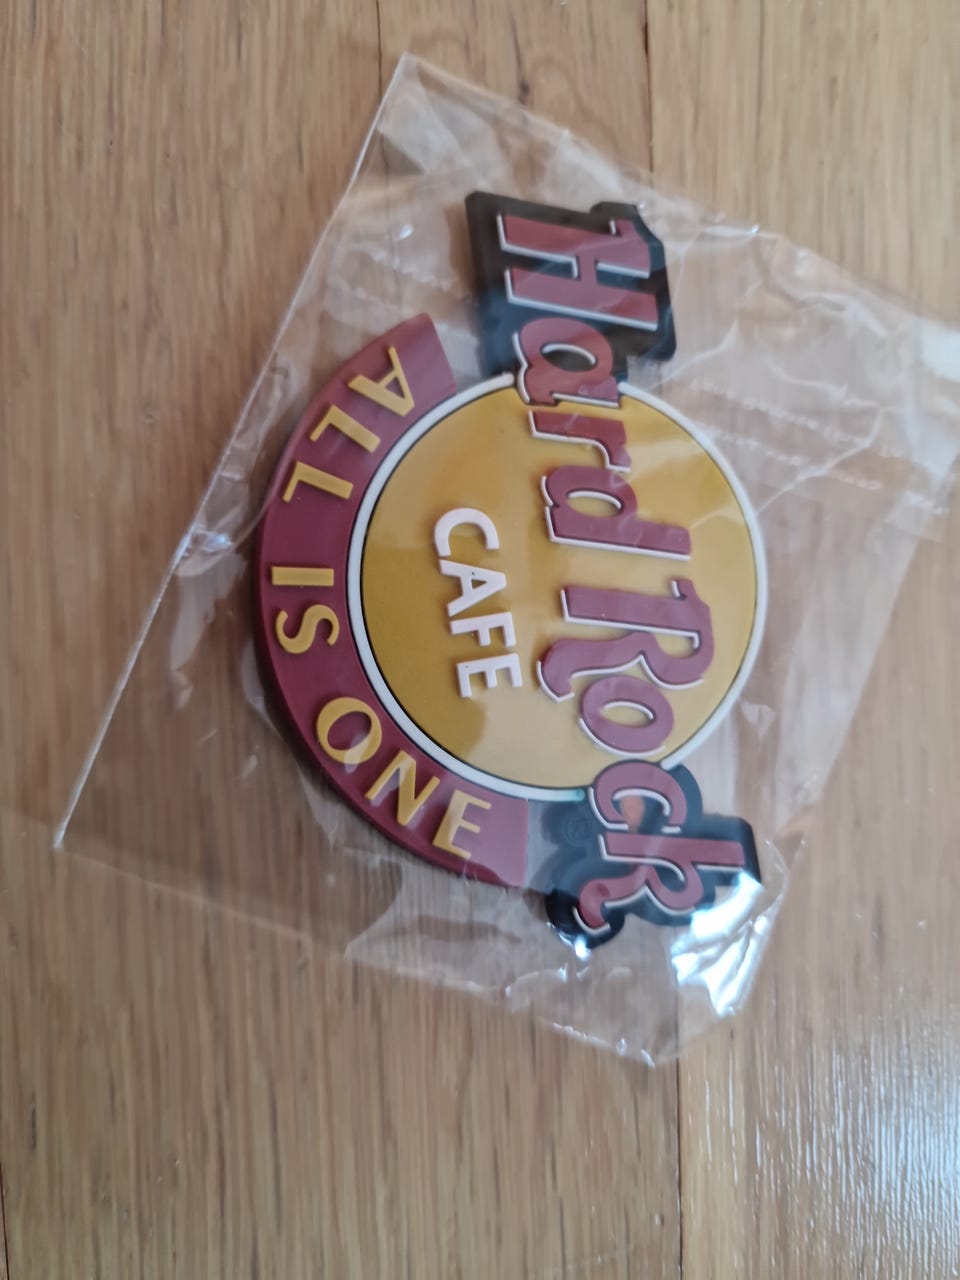 Hard Rock
CAFE
®
ALL IS ONE